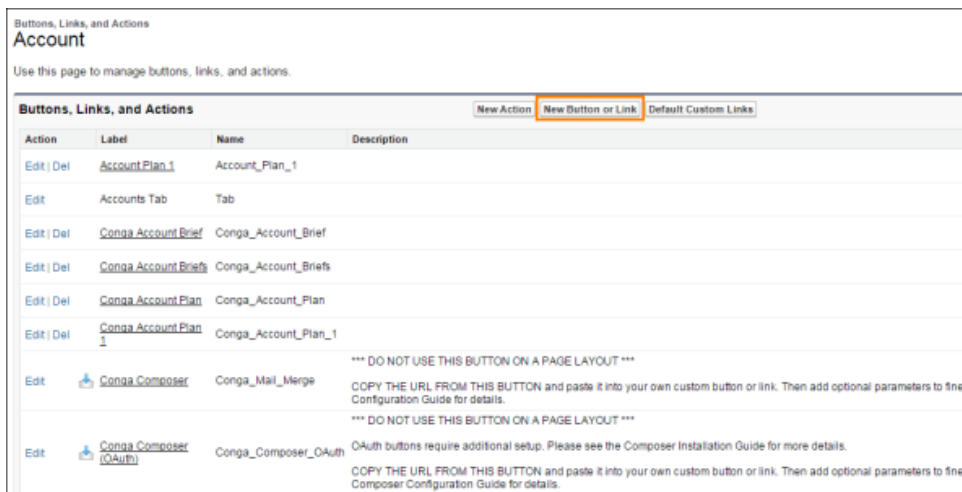 Buttons, Links, and Actions
Account
Use this page to manage buttons, links, and actions.
Buttons, Links, and Actions New Action New Button or Link Default Custom Links
Action Label Name Description
Edit | Del Account Plan 1 Account_Plan_1
Edit Accounts Tab Tab
Edit | Del Conga Account Brief Conga_Account_Brief
Edit | Del Conga Account Briefs Conga_Account_Briefs
Edit | Del Conga Account Plan Conga_Account_Plan
Edit | Del Conga Account Plan 1 Conga_Account_Plan_1
*** DO NOT USE THIS BUTTON ON A PAGE LAYOUT ***
Edit Conga Composer Conga_Mail_Merge COPY THE URL FROM THIS BUTTON and paste it into your own custom button or link. Then add optional parameters to fine
Configuration Guide for details.
*** DO NOT USE THIS BUTTON ON A PAGE LAYOUT ***
Edit Conga Composer (OAuth) Conga_Composer_OAuth OAuth buttons require additional setup. Please see the Composer Installation Guide for more details.
COPY THE URL FROM THIS BUTTON and paste it into your own custom button or link. Then add optional parameters to fine
Composer Configuration Guide for details.